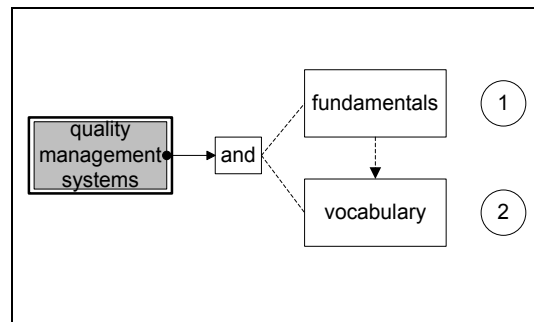 quality
management
systems
and
fundamentals
1
vocabulary
2